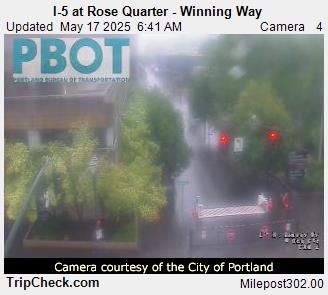 I-5 at Rose Quarter - Winning Way
Updated May 17 2025 6:41 AM Camera 4
PBOT
PORTLAND BUREAU OF TRANSPORTATION
Camera courtesy of the City of Portland
TripCheck.com Milepost302.00